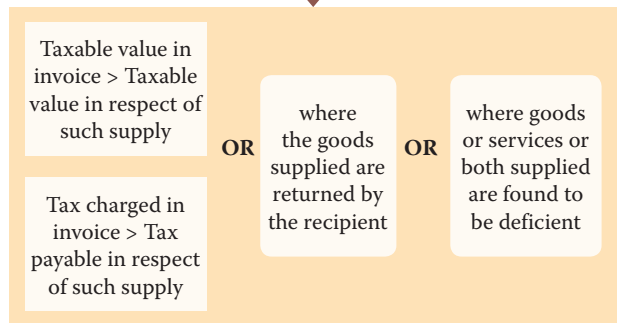 Taxable value in
invoice > Taxable
value in respect of
such supply
Tax charged in
invoice > Tax
payable in respect
of such supply
OR
where
the goods
supplied are
returned by
the recipient
OR
where goods
or services or
both supplied
are found to
be deficient